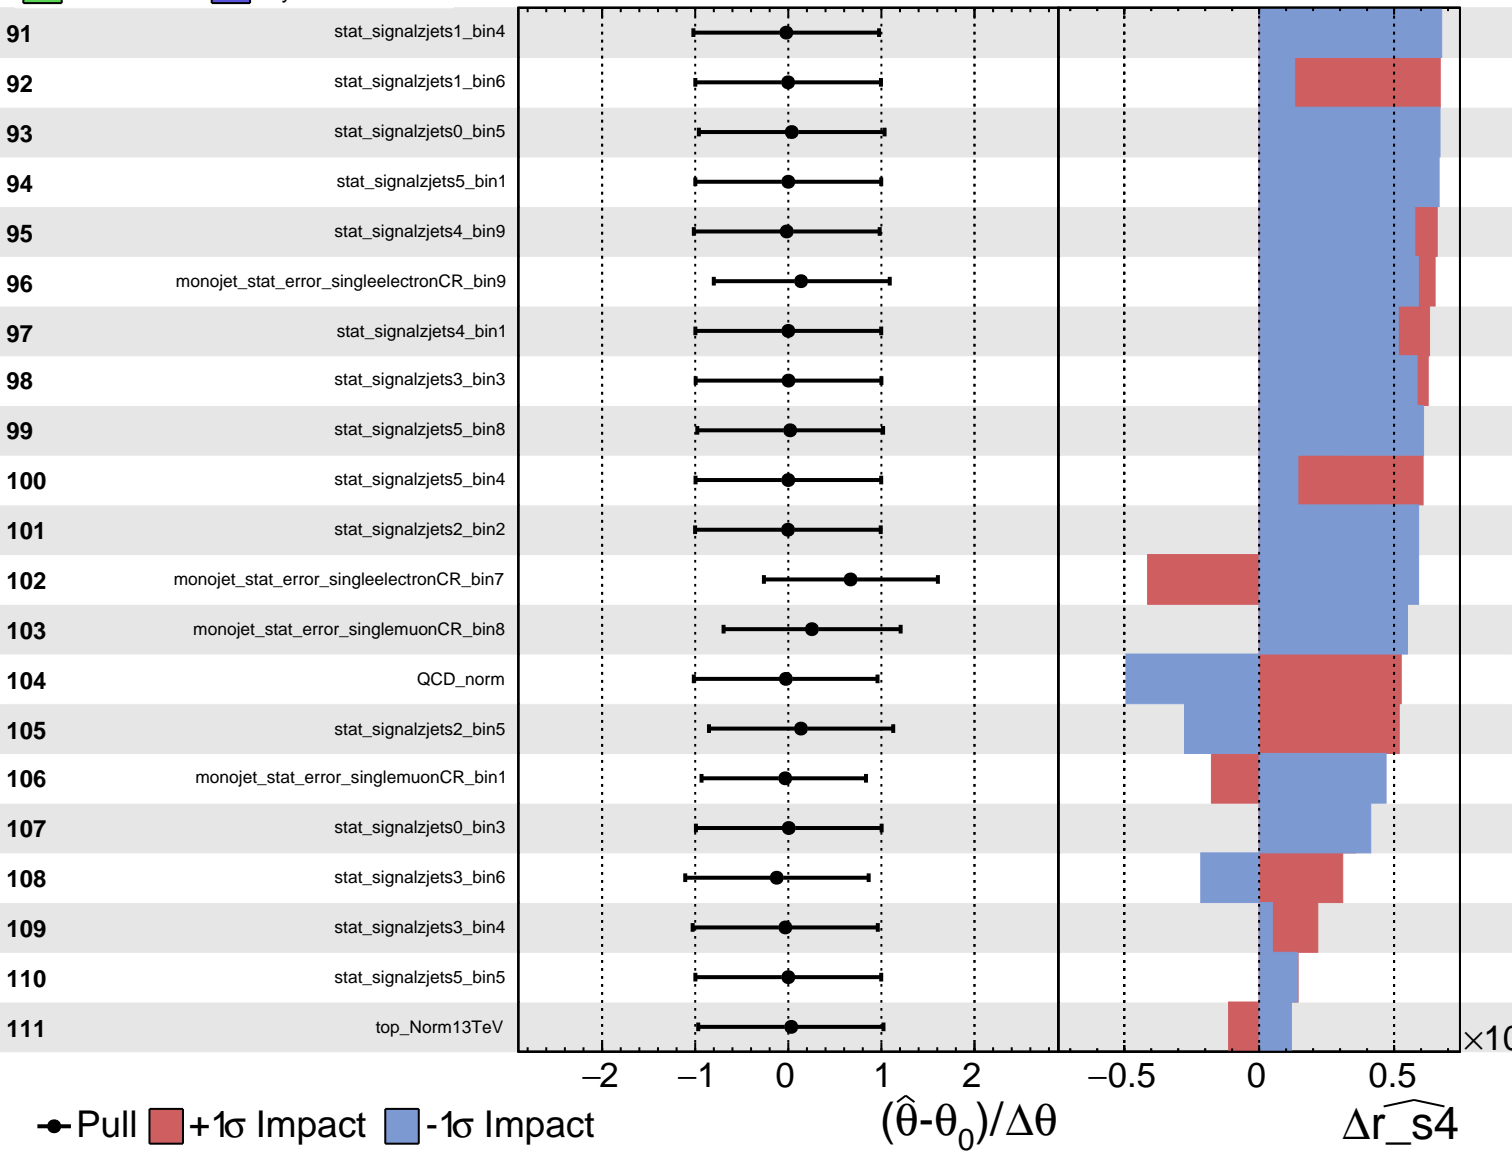 91 stat_signalzjets1_bin4
92 stat_signalzjets1_bin6
93 stat_signalzjets0_bin5
94 stat_signalzjets5_bin1
95 stat_signalzjets4_bin9
96 monojet_stat_error_singleelectronCR_bin9
97 stat_signalzjets4_bin1
98 stat_signalzjets3_bin3
99 stat_signalzjets5_bin8
100 stat_signalzjets5_bin4
101 stat_signalzjets2_bin2
102 monojet_stat_error_singleelectronCR_bin7
103 monojet_stat_error_singlemuonCR_bin8
104 QCD_norm
105 stat_signalzjets2_bin5
106 monojet_stat_error_singlemuonCR_bin1
107 stat_signalzjets0_bin3
108 stat_signalzjets3_bin6
109 stat_signalzjets3_bin4
110 stat_signalzjets5_bin5
111 top_Norm13TeV
×10
−2 −1 0 1 2 −0.5 0 0.5
Pull +1σ Impact -1σ Impact (θ̂-θ₀)/Δθ Δr̂_s4